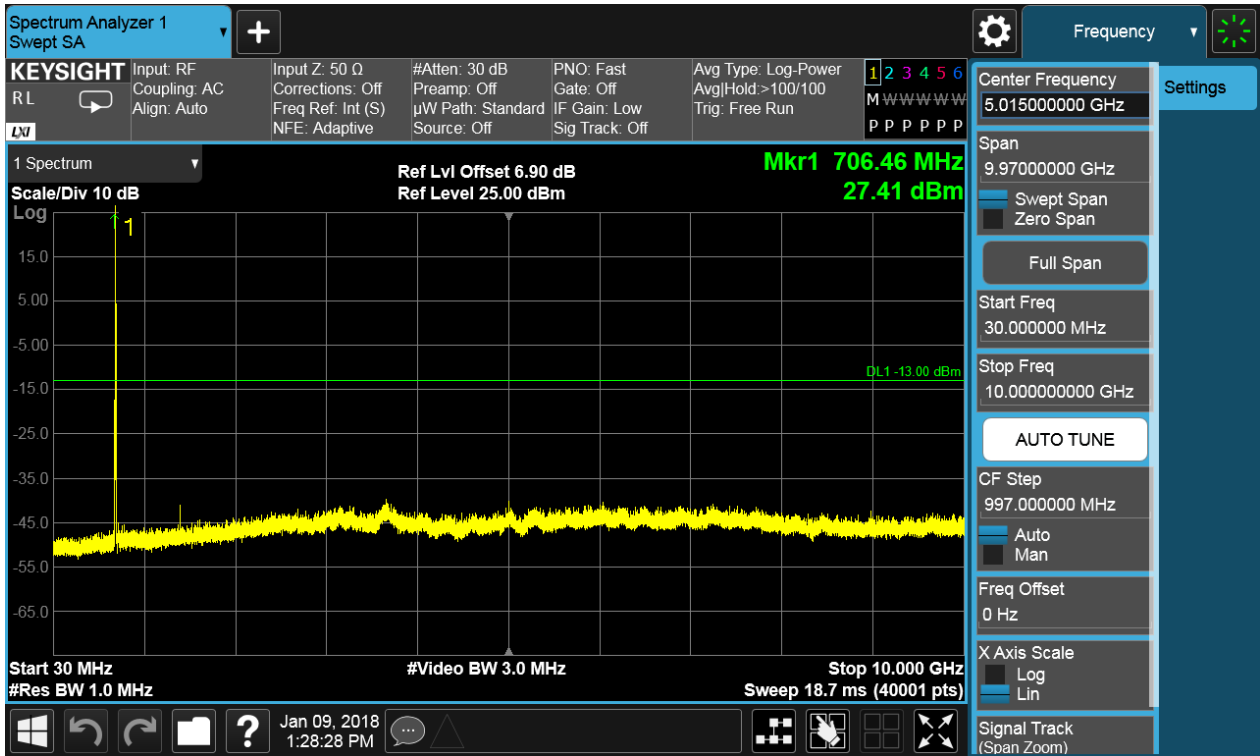 Spectrum Analyzer 1
Swept SA
Frequency
KEYSIGHT
R L
LXI
Input: RF
Coupling: AC
Align: Auto
Input Z: 50 Ω
Corrections: Off
Freq Ref: Int (S)
NFE: Adaptive
#Atten: 30 dB
Preamp: Off
µW Path: Standard
Source: Off
PNO: Fast
Gate: Off
IF Gain: Low
Sig Track: Off
Avg Type: Log-Power
Avg|Hold:>100/100
Trig: Free Run
1 2 3 4 5 6
M W W W W W
P P P P P P
1 Spectrum
Scale/Div 10 dB
Log
Ref Lvl Offset 6.90 dB
Ref Level 25.00 dBm
Mkr1 706.46 MHz
27.41 dBm
1
15.0
5.00
-5.00
-15.0
-25.0
-35.0
-45.0
-55.0
-65.0
DL1 -13.00 dBm
Start 30 MHz
#Res BW 1.0 MHz
#Video BW 3.0 MHz
Stop 10.000 GHz
Sweep 18.7 ms (40001 pts)
Center Frequency
5.015000000 GHz
Span
9.97000000 GHz
Swept Span
Zero Span
Full Span
Start Freq
30.000000 MHz
Stop Freq
10.000000000 GHz
AUTO TUNE
CF Step
997.000000 MHz
Auto
Man
Freq Offset
0 Hz
X Axis Scale
Log
Lin
Signal Track
(Span Zoom)
Settings
?
Jan 09, 2018
1:28:28 PM